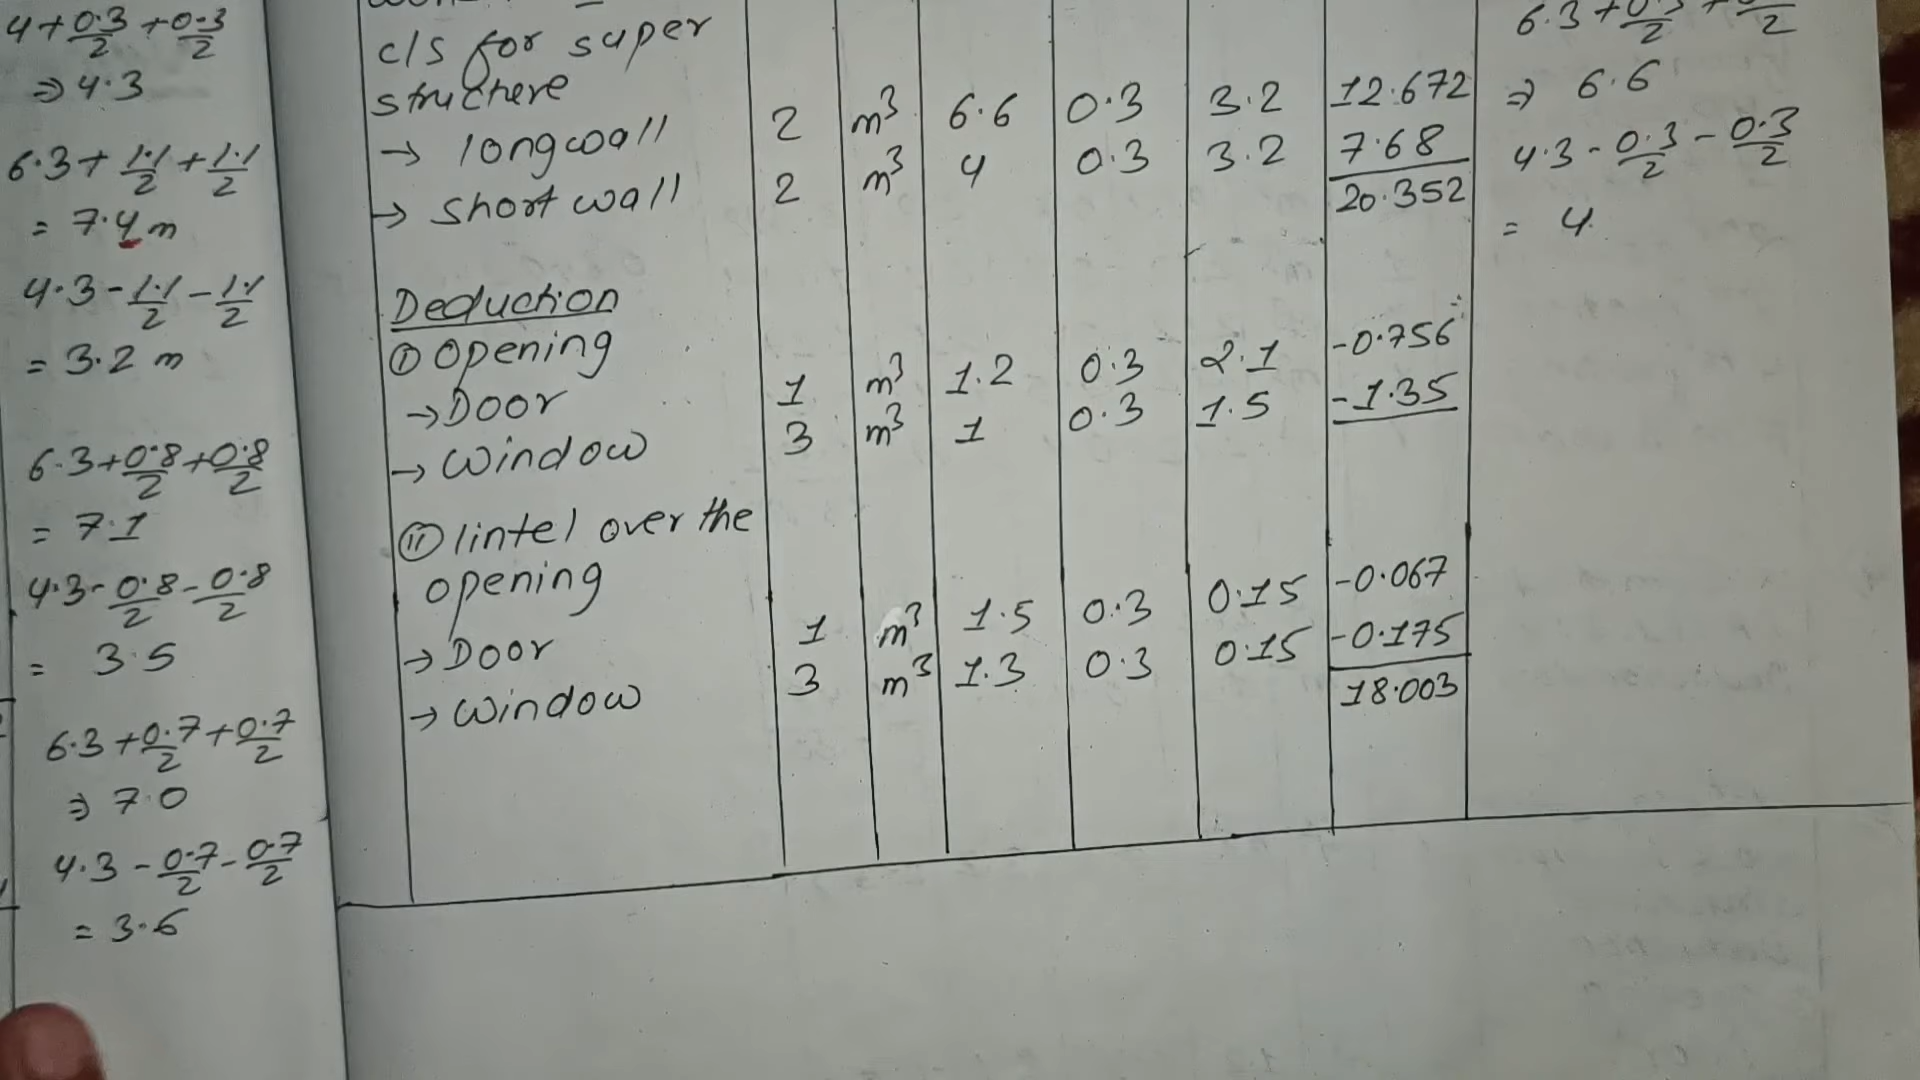 4+0.3/2+0.3/2
⇒ 4.3
6.3+1.1/2+1.1/2
= 7.4 m
4.3-1.1/2-1.1/2
= 3.2 m
6.3+0.8/2+0.8/2
= 7.1
4.3-0.8/2-0.8/2
= 3.5
6.3+0.7/2+0.7/2
⇒ 7.0
4.3-0.7/2-0.7/2
= 3.6
c/s for super
structere
→ longwall 2 m³ 6.6 0.3 3.2 12.672
→ short wall 2 m³ 4 0.3 3.2 7.68
20.352
Deduction
① opening
→ Door 1 m³ 1.2 0.3 2.1 -0.756
→ window 3 m³ 1 0.3 1.5 -1.35
ⓘⓘ lintel over the
opening
→ Door 1 m³ 1.5 0.3 0.15 -0.067
→ window 3 m³ 1.3 0.3 0.15 -0.175
18.003
⇒ 6.6
4.3-0.3/2-0.3/2
= 4.